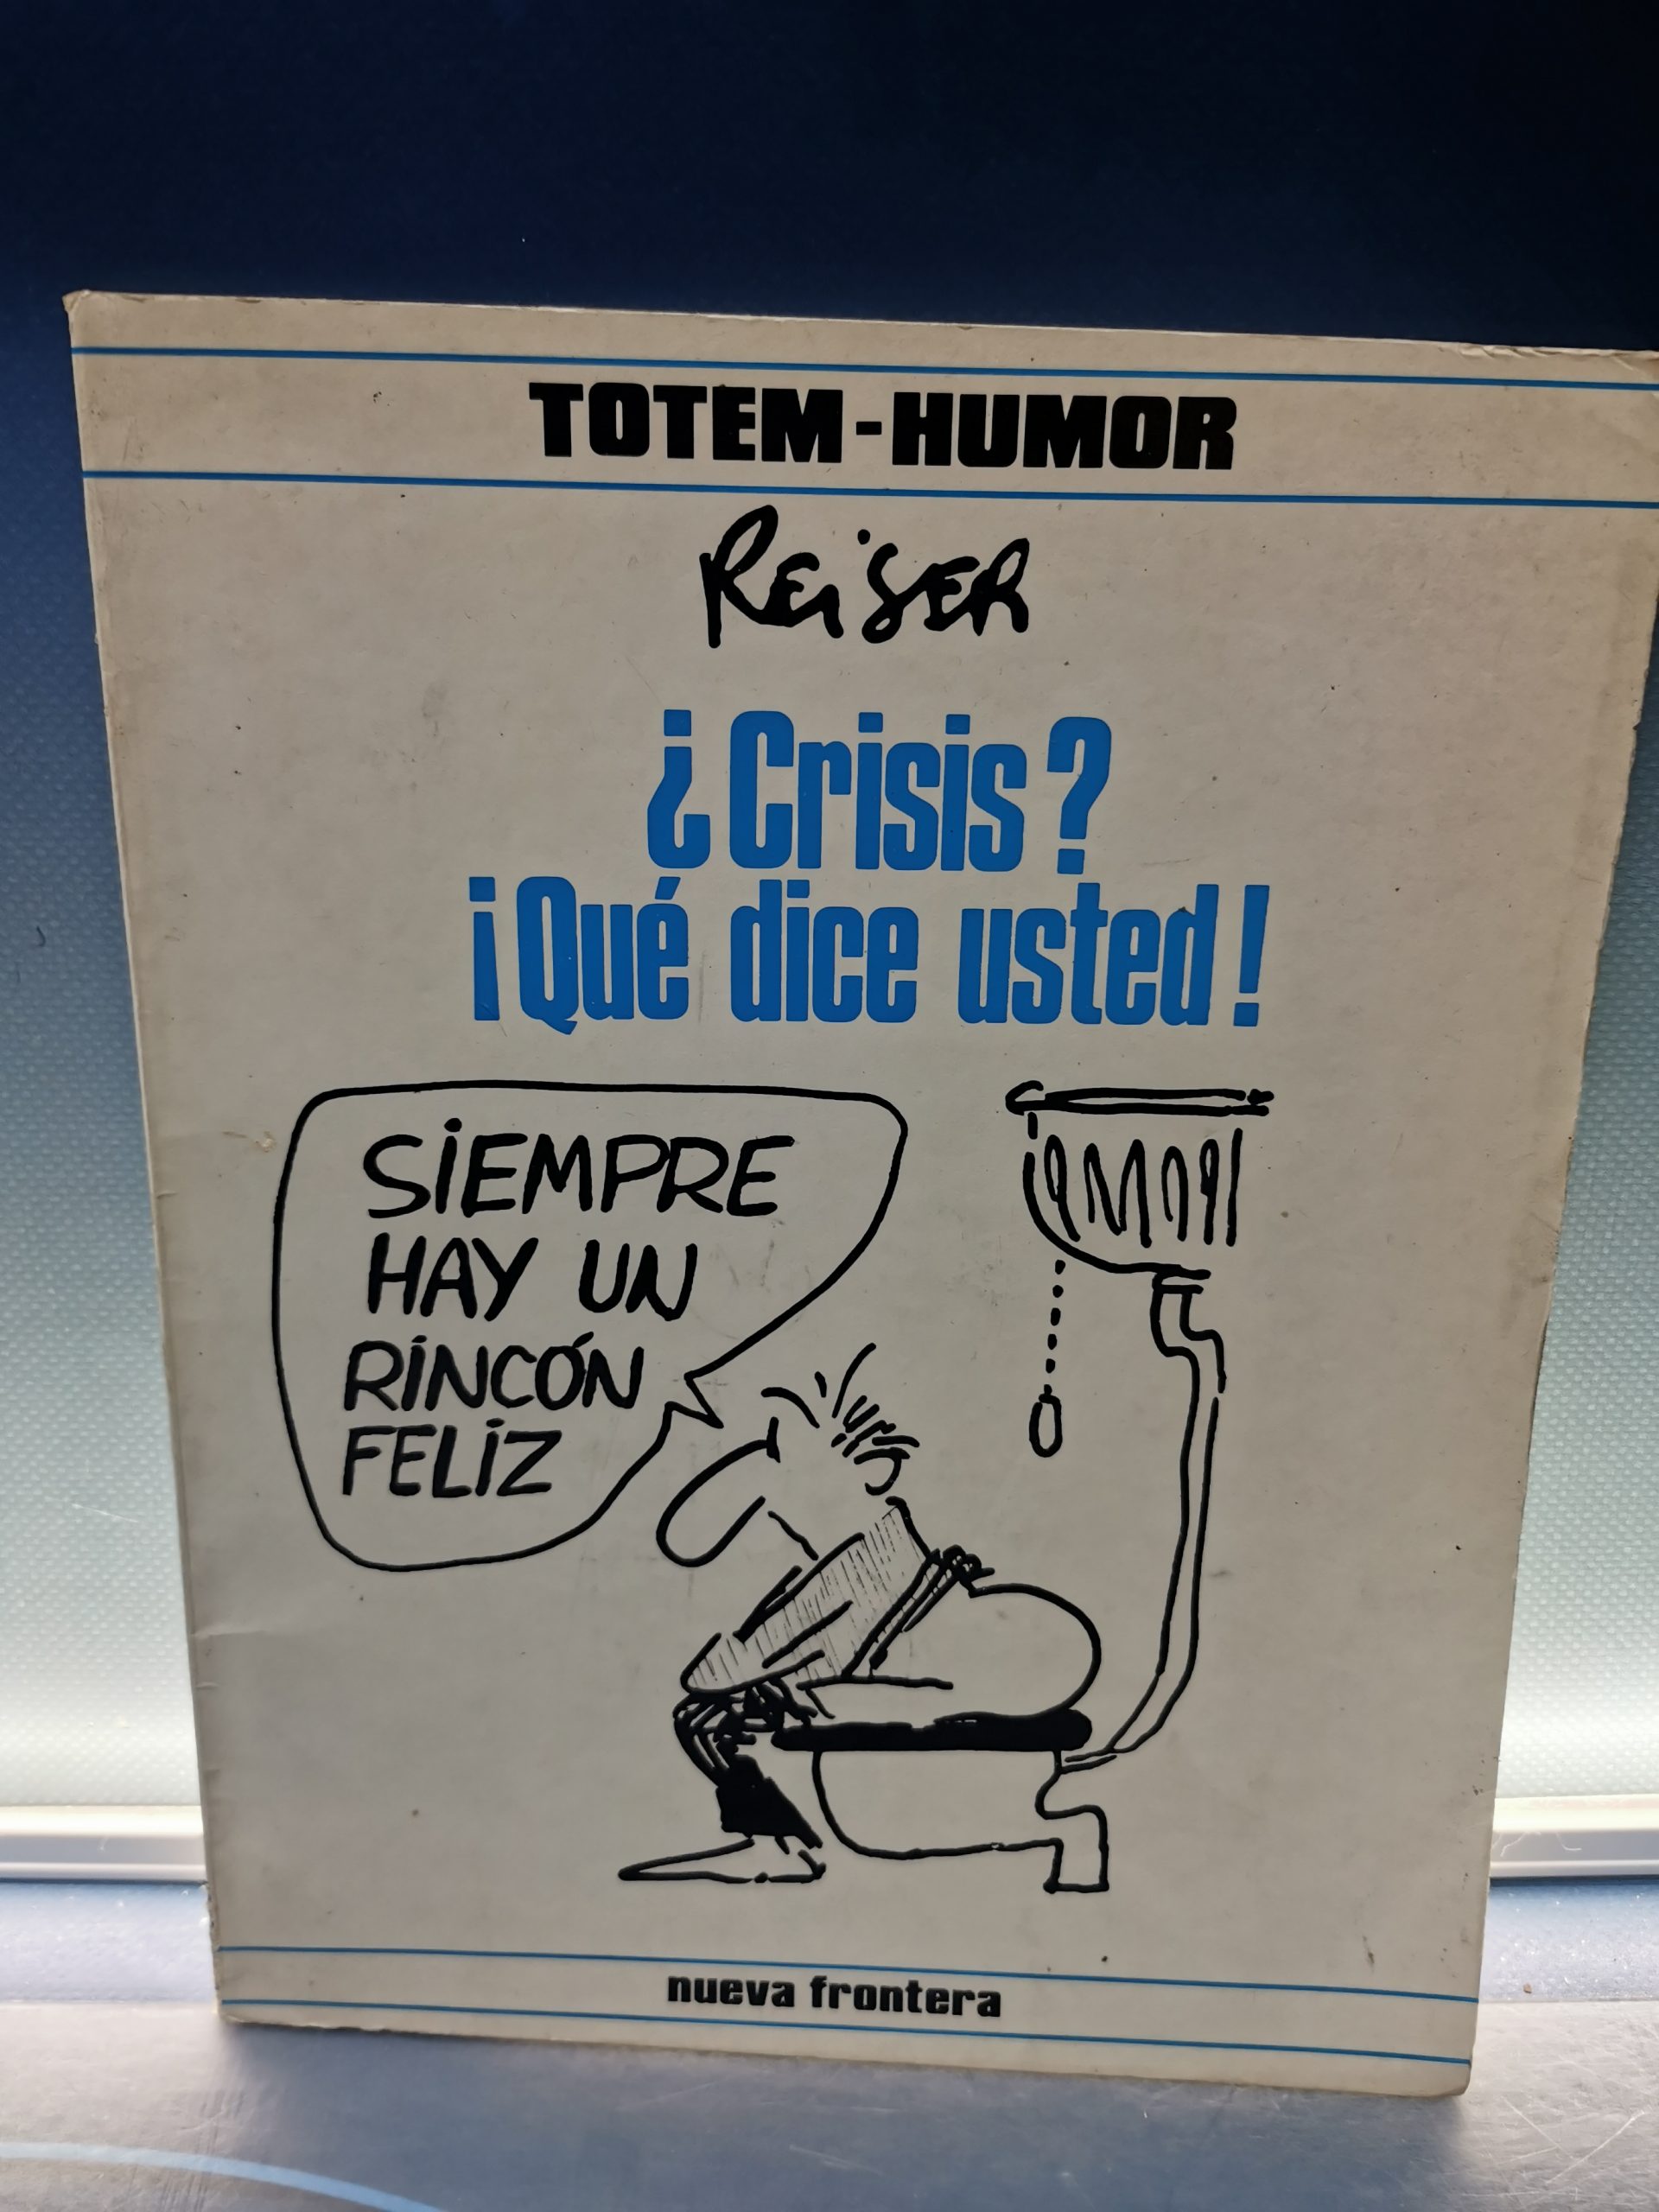 TOTEM-HUMOR
REiSER
¿Crisis?
¡Qué dice usted!
SiEMPRE
HAY UN
RiNCÓN
FELiZ
nueva frontera